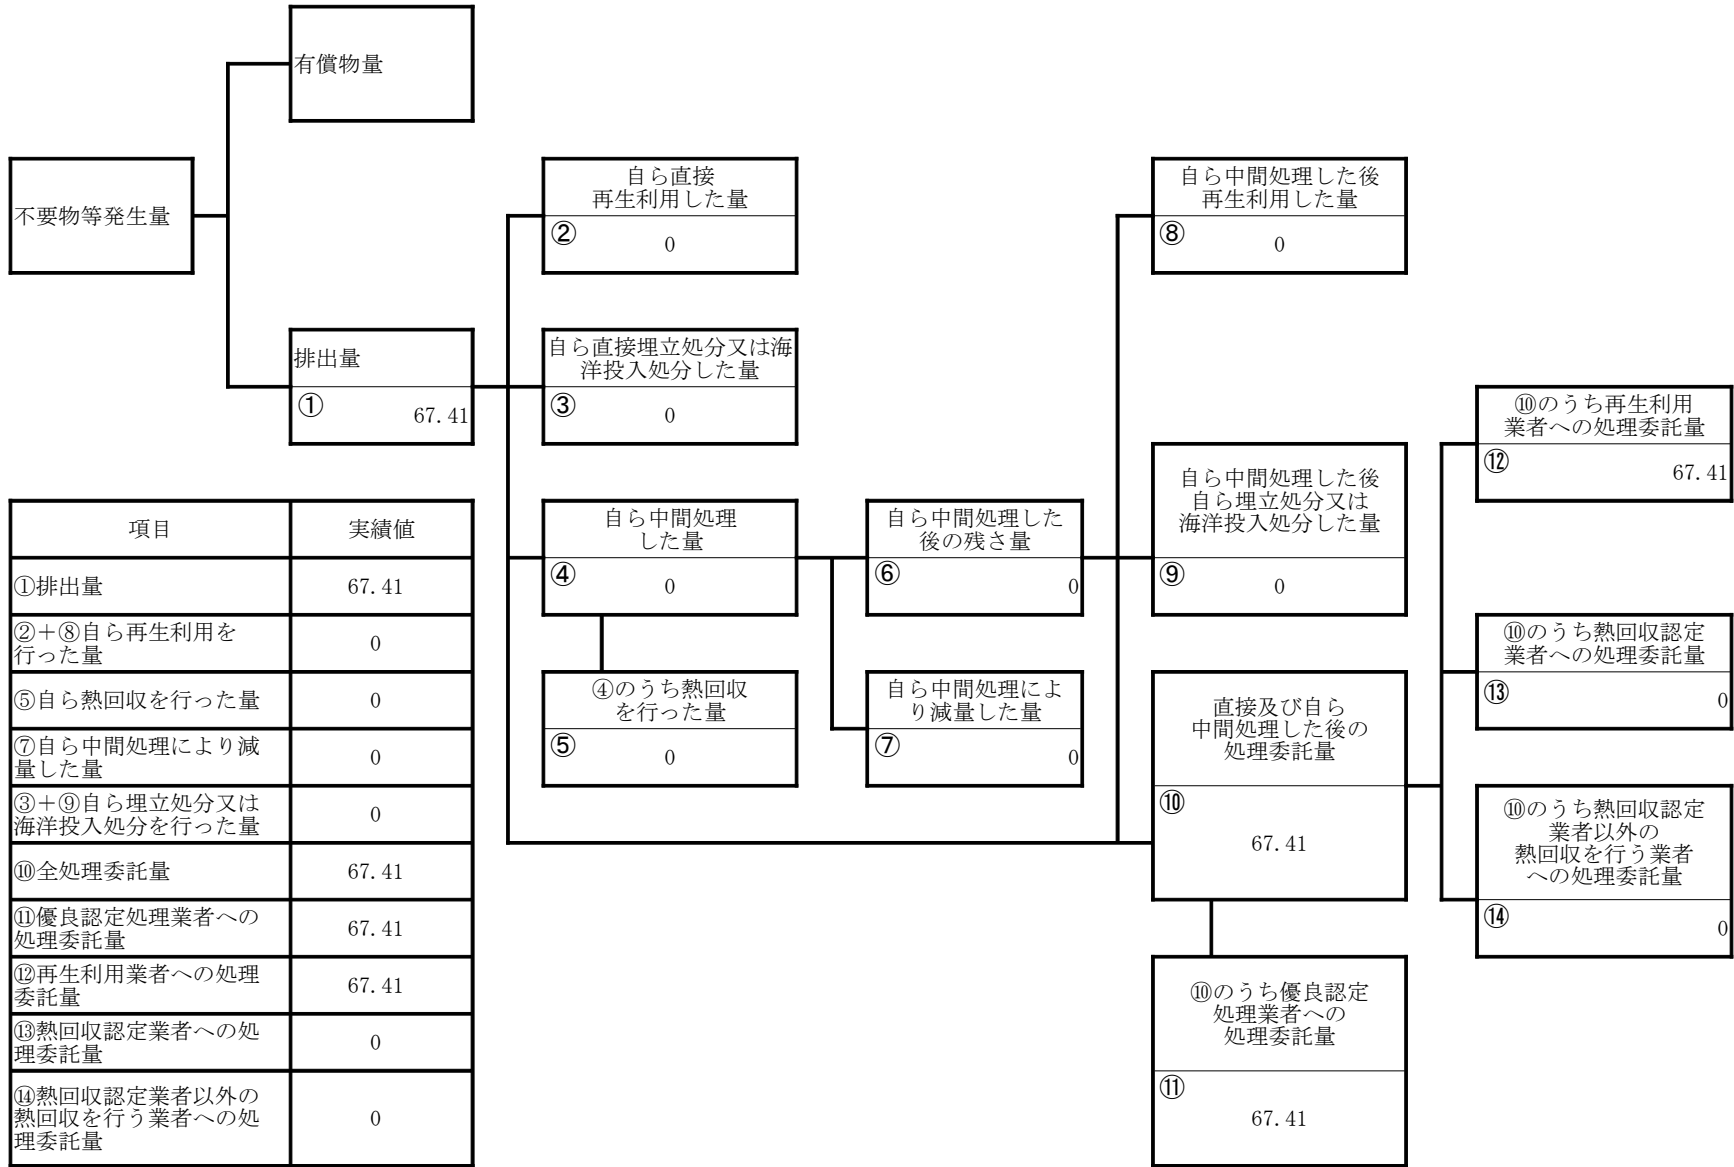 有償物量
不要物等発生量
排出量
①
67.41
自ら直接
再生利用した量
②
0
自ら直接埋立処分又は海
洋投入処分した量
③
0
自ら中間処理
した量
④
0
④のうち熱回収
を行った量
⑤
0
自ら中間処理した
後の残さ量
⑥
0
自ら中間処理によ
り減量した量
⑦
0
自ら中間処理した後
再生利用した量
⑧
0
自ら中間処理した後
自ら埋立処分又は
海洋投入処分した量
⑨
0
直接及び自ら
中間処理した後の
処理委託量
⑩
67.41
⑩のうち優良認定
処理業者への
処理委託量
⑪
67.41
⑩のうち再生利用
業者への処理委託量
⑫
67.41
⑩のうち熱回収認定
業者への処理委託量
⑬
0
⑩のうち熱回収認定
業者以外の
熱回収を行う業者
への処理委託量
⑭
0
項目 実績値
①排出量 67.41
②+⑧自ら再生利用を
行った量 0
⑤自ら熱回収を行った量 0
⑦自ら中間処理により減
量した量 0
③+⑨自ら埋立処分又は
海洋投入処分を行った量 0
⑩全処理委託量 67.41
⑪優良認定処理業者への
処理委託量 67.41
⑫再生利用業者への処理
委託量 67.41
⑬熱回収認定業者への処
理委託量 0
⑭熱回収認定業者以外の
熱回収を行う業者への処
理委託量 0